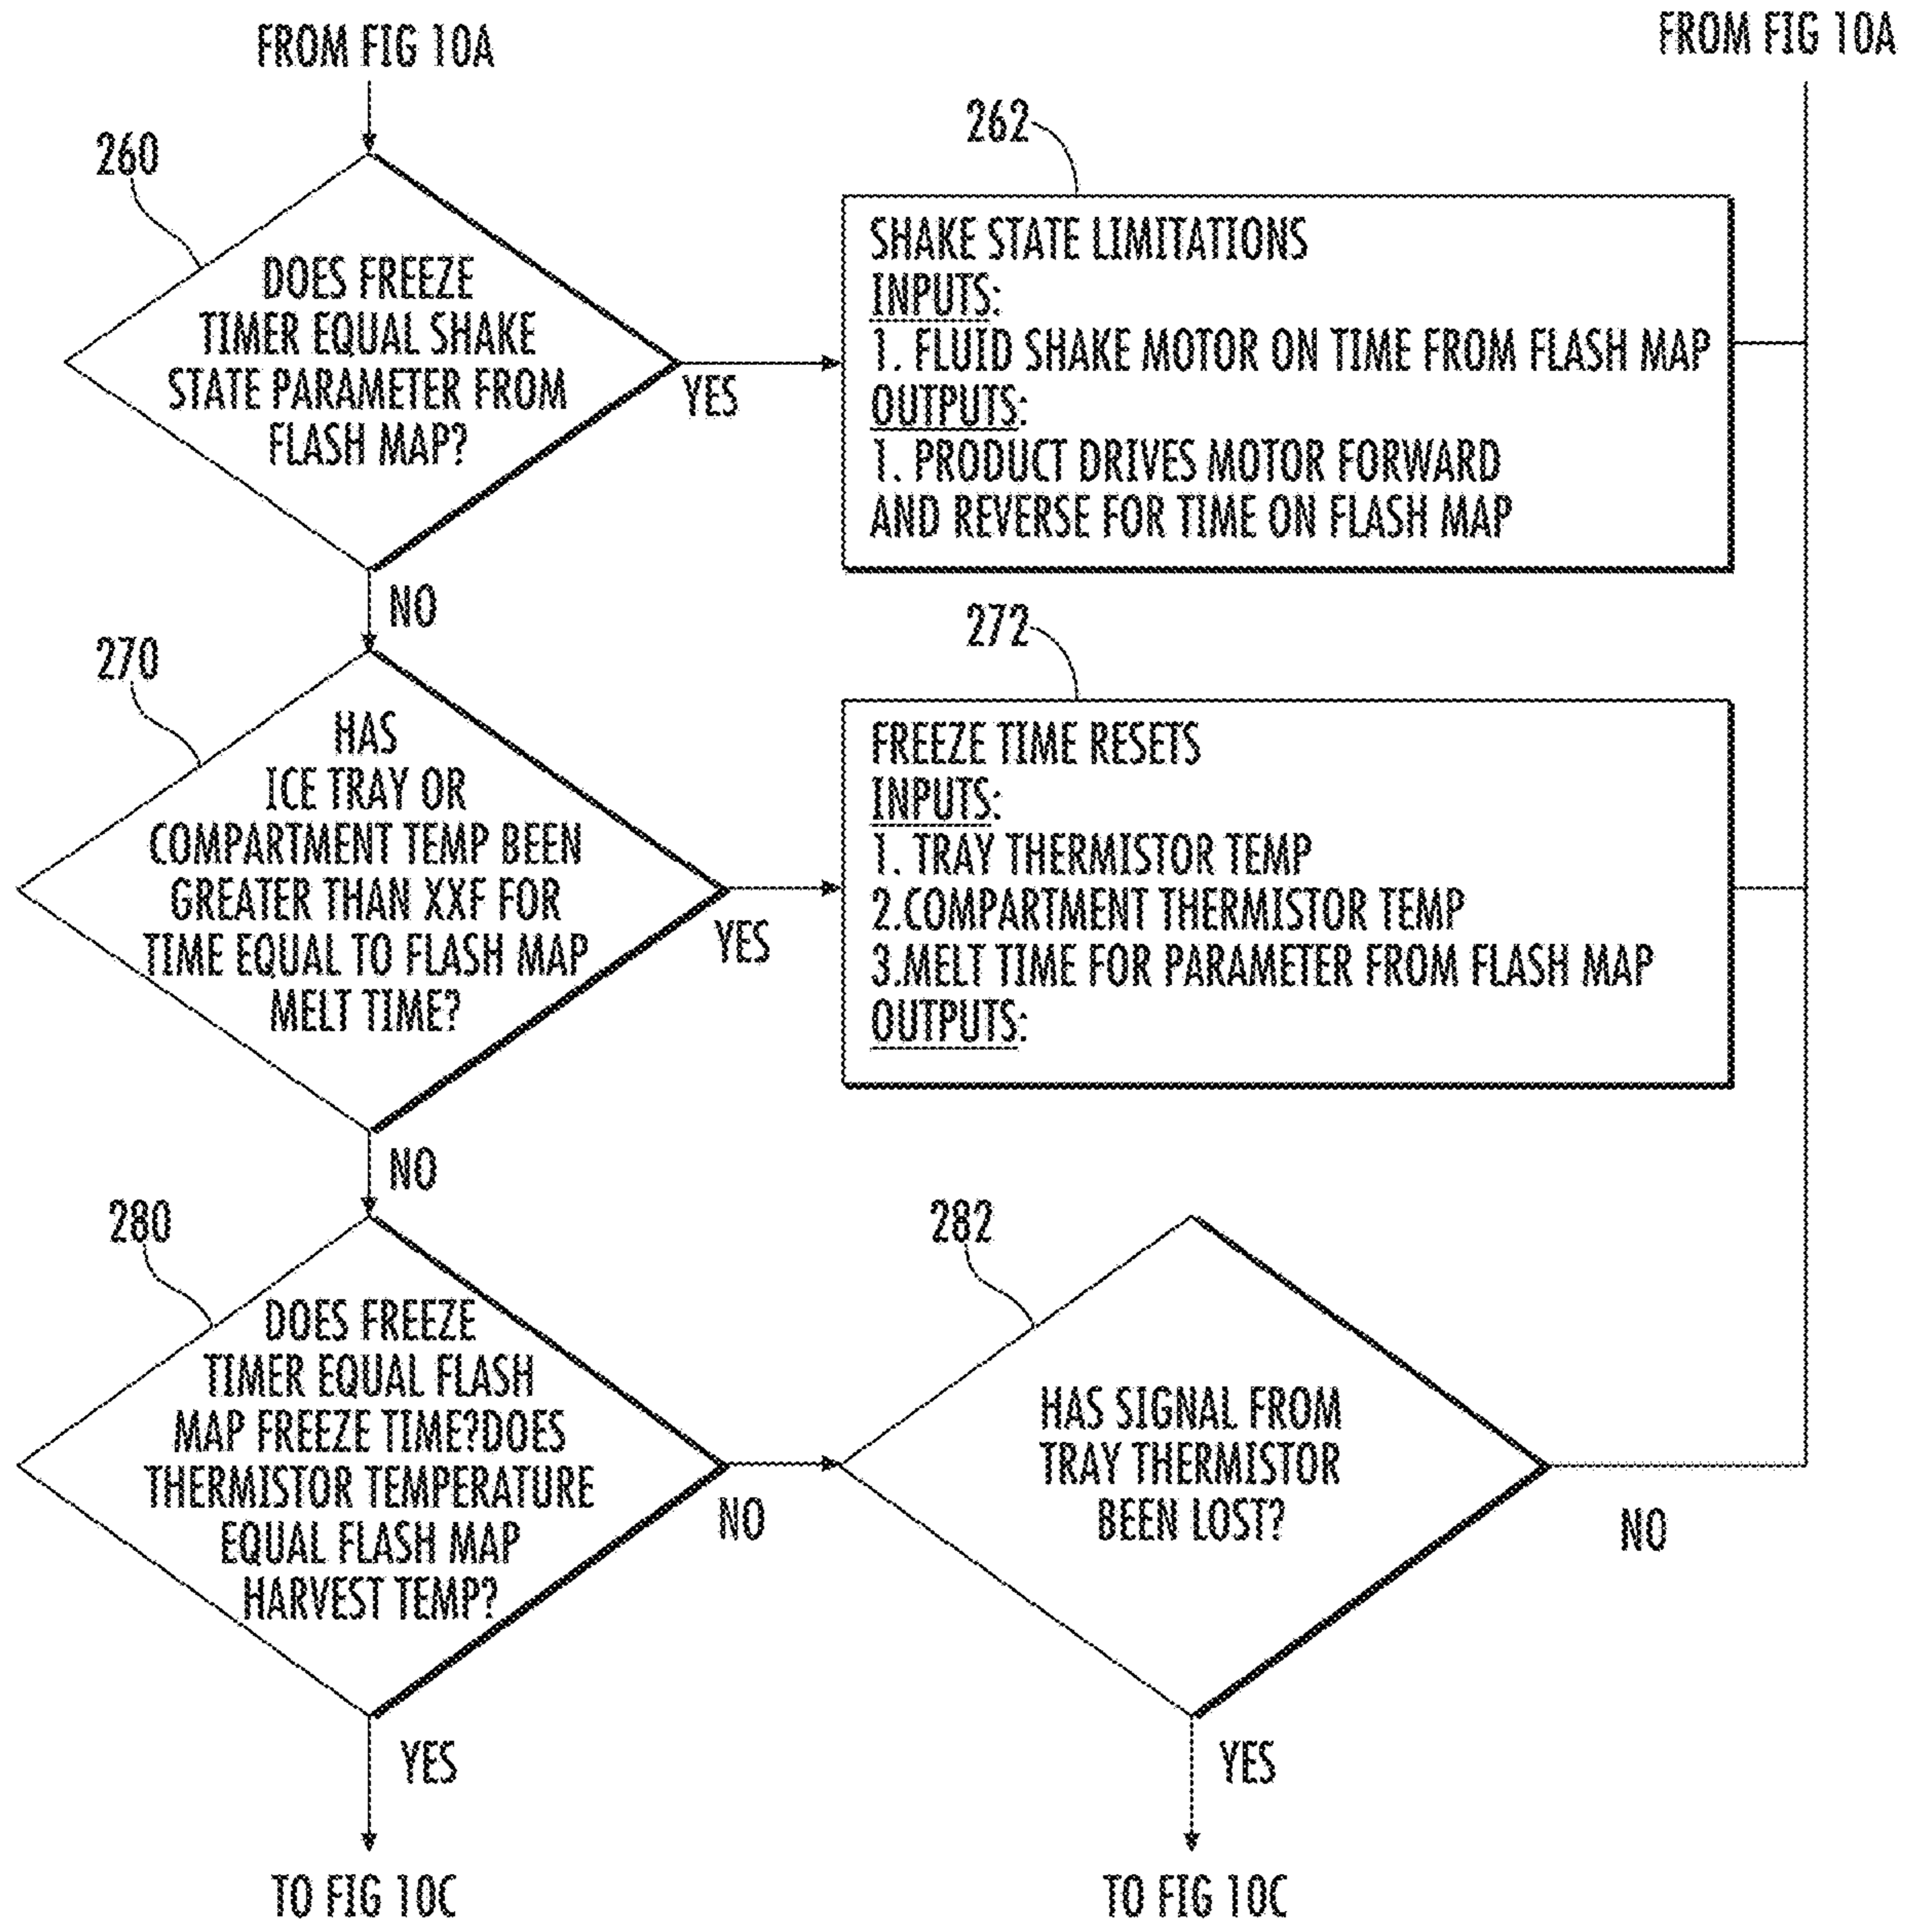 FROM FIG 10A
FROM FIG 10A
260
DOES FREEZE
TIMER EQUAL SHAKE
STATE PARAMETER FROM
FLASH MAP?
YES
NO
262
SHAKE STATE LIMITATIONS
INPUTS:
1. FLUID SHAKE MOTOR ON TIME FROM FLASH MAP
OUTPUTS:
1. PRODUCT DRIVES MOTOR FORWARD
AND REVERSE FOR TIME ON FLASH MAP
270
HAS
ICE TRAY OR
COMPARTMENT TEMP BEEN
GREATER THAN XXF FOR
TIME EQUAL TO FLASH MAP
MELT TIME?
YES
NO
272
FREEZE TIME RESETS
INPUTS:
1. TRAY THERMISTOR TEMP
2.COMPARTMENT THERMISTOR TEMP
3.MELT TIME FOR PARAMETER FROM FLASH MAP
OUTPUTS:
280
DOES FREEZE
TIMER EQUAL FLASH
MAP FREEZE TIME?DOES
THERMISTOR TEMPERATURE
EQUAL FLASH MAP
HARVEST TEMP?
NO
YES
TO FIG 10C
282
HAS SIGNAL FROM
TRAY THERMISTOR
BEEN LOST?
NO
YES
TO FIG 10C